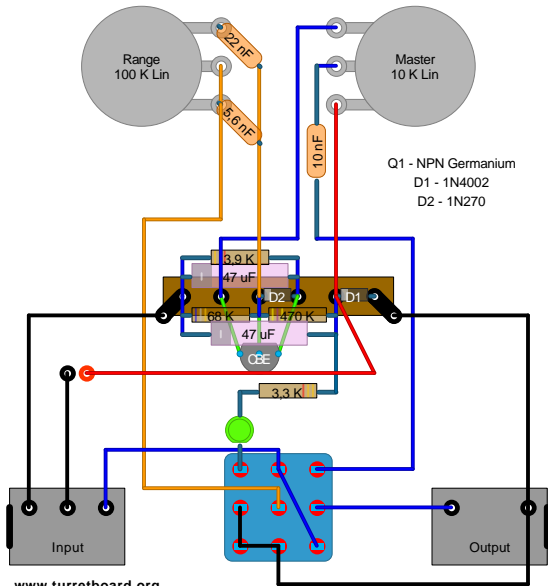 Range
100 K Lin
22 nF
5,6 nF
Master
10 K Lin
10 nF
Q1 - NPN Germanium
D1 - 1N4002
D2 - 1N270
3,9 K
47 uF
D2
D1
68 K
470 K
47 uF
CBE
3,3 K
Input
Output
www.turretboard.org